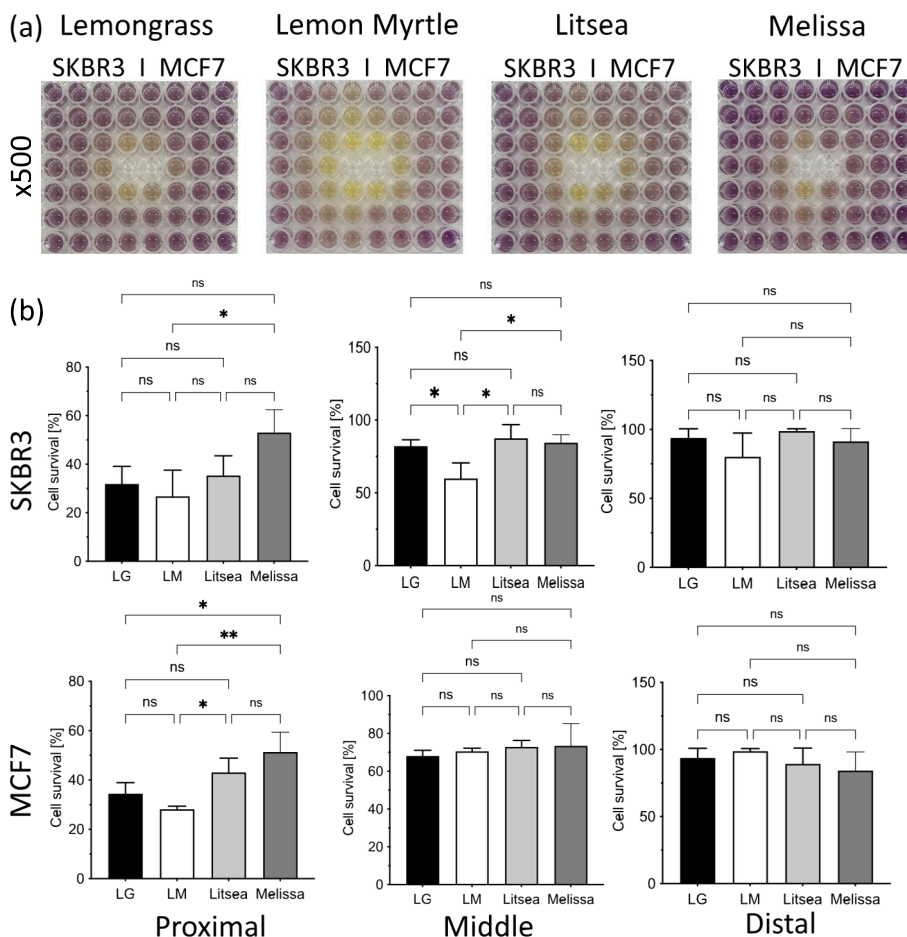 (a) Lemongrass Lemon Myrtle Litsea Melissa
SKBR3 I MCF7 SKBR3 I MCF7 SKBR3 I MCF7 SKBR3 I MCF7
x500
(b)
SKBR3
ns
*
ns
ns ns ns
Cell survival [%]
80
60
40
20
0
LG LM Litsea Melissa
ns
*
ns
* * ns
Cell survival [%]
150
100
50
0
LG LM Litsea Melissa
ns
ns
ns
ns ns ns
Cell survival [%]
150
100
50
0
LG LM Litsea Melissa
MCF7
*
**
ns
ns * ns
Cell survival [%]
80
60
40
20
0
LG LM Litsea Melissa
Proximal
ns
ns
ns
ns ns ns
Cell survival [%]
100
80
60
40
20
0
LG LM Litsea Melissa
Middle
ns
ns
ns
ns ns ns
Cell survival [%]
150
100
50
0
LG LM Litsea Melissa
Distal